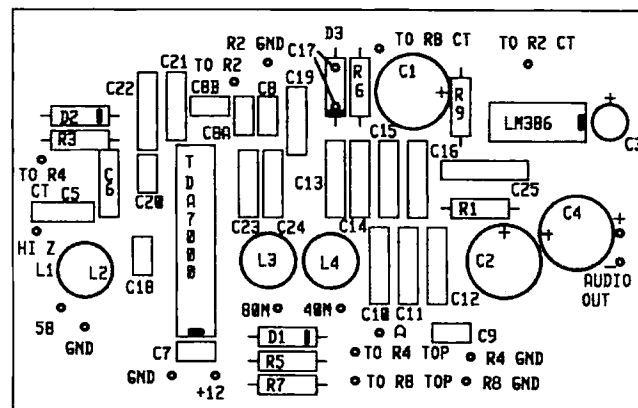 D3
R2 GND
C17
TO R8 CT
TO R2 CT
C21
TO R2
C22
C8B
C8
C19
R6
C1
R9
LM386
C3
D2
R3
C8A
C15
C16
TO R4
CT
C5
C6
C20
TDA7000
C13
C25
C23
C24
C14
R1
C4
HI Z
L1
L2
C18
L3
L4
C2
AUDIO
OUT
C10
C11
C12
58
80M
40M
GND
C7
D1
A
C9
R5
TO R4 TOP
R4 GND
GND
+12
R7
TO R8 TOP
R8 GND